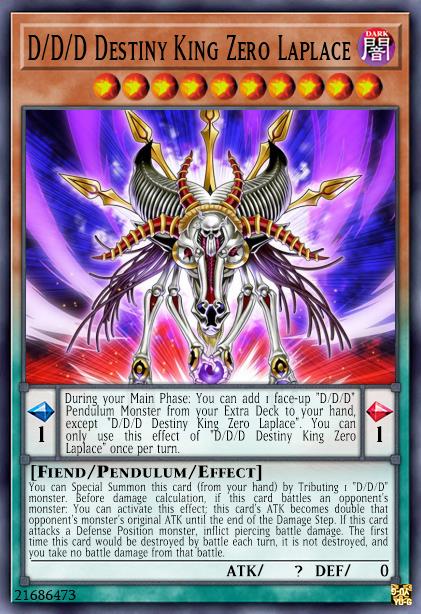 D/D/D Destiny King Zero Laplace
DARK
闇
During your Main Phase: You can add 1 face-up "D/D/D"
Pendulum Monster from your Extra Deck to your hand,
except "D/D/D Destiny King Zero Laplace". You can
only use this effect of "D/D/D Destiny King Zero
Laplace" once per turn.
1
1
[Fiend/Pendulum/Effect]
You can Special Summon this card (from your hand) by Tributing 1 "D/D/D"
monster. Before damage calculation, if this card battles an opponent's
monster: You can activate this effect; this card's ATK becomes double that
opponent's monster's original ATK until the end of the Damage Step. If this card
attacks a Defense Position monster, inflict piercing battle damage. The first
time this card would be destroyed by battle each turn, it is not destroyed, and
you take no battle damage from that battle.
ATK/ ? DEF/ 0
21686473